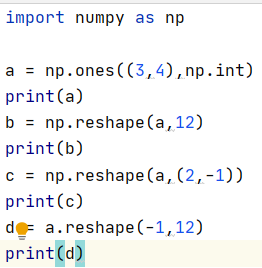 import numpy as np
a = np.ones((3,4),np.int)
print(a)
b = np.reshape(a,12)
print(b)
c = np.reshape(a,(2,-1))
print(c)
d = a.reshape(-1,12)
print(d)